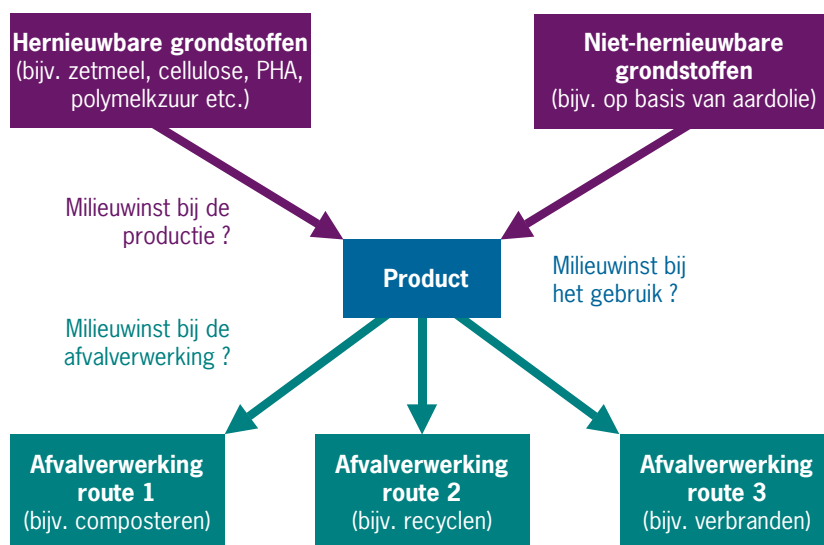 Hernieuwbare grondstoffen
(bijv. zetmeel, cellulose, PHA,
polymelkzuur etc.)
Niet-hernieuwbare
grondstoffen
(bijv. op basis van aardolie)
Milieuwinst bij de
productie ?
Product
Milieuwinst bij
het gebruik ?
Milieuwinst bij de
afvalverwerking ?
Afvalverwerking
route 1
(bijv. composteren)
Afvalverwerking
route 2
(bijv. recyclen)
Afvalverwerking
route 3
(bijv. verbranden)